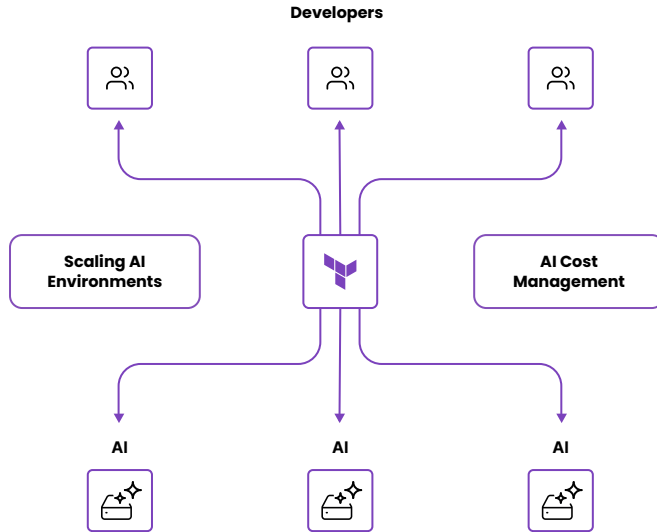 Developers
Scaling AI
Environments
AI Cost
Management
AI
AI
AI